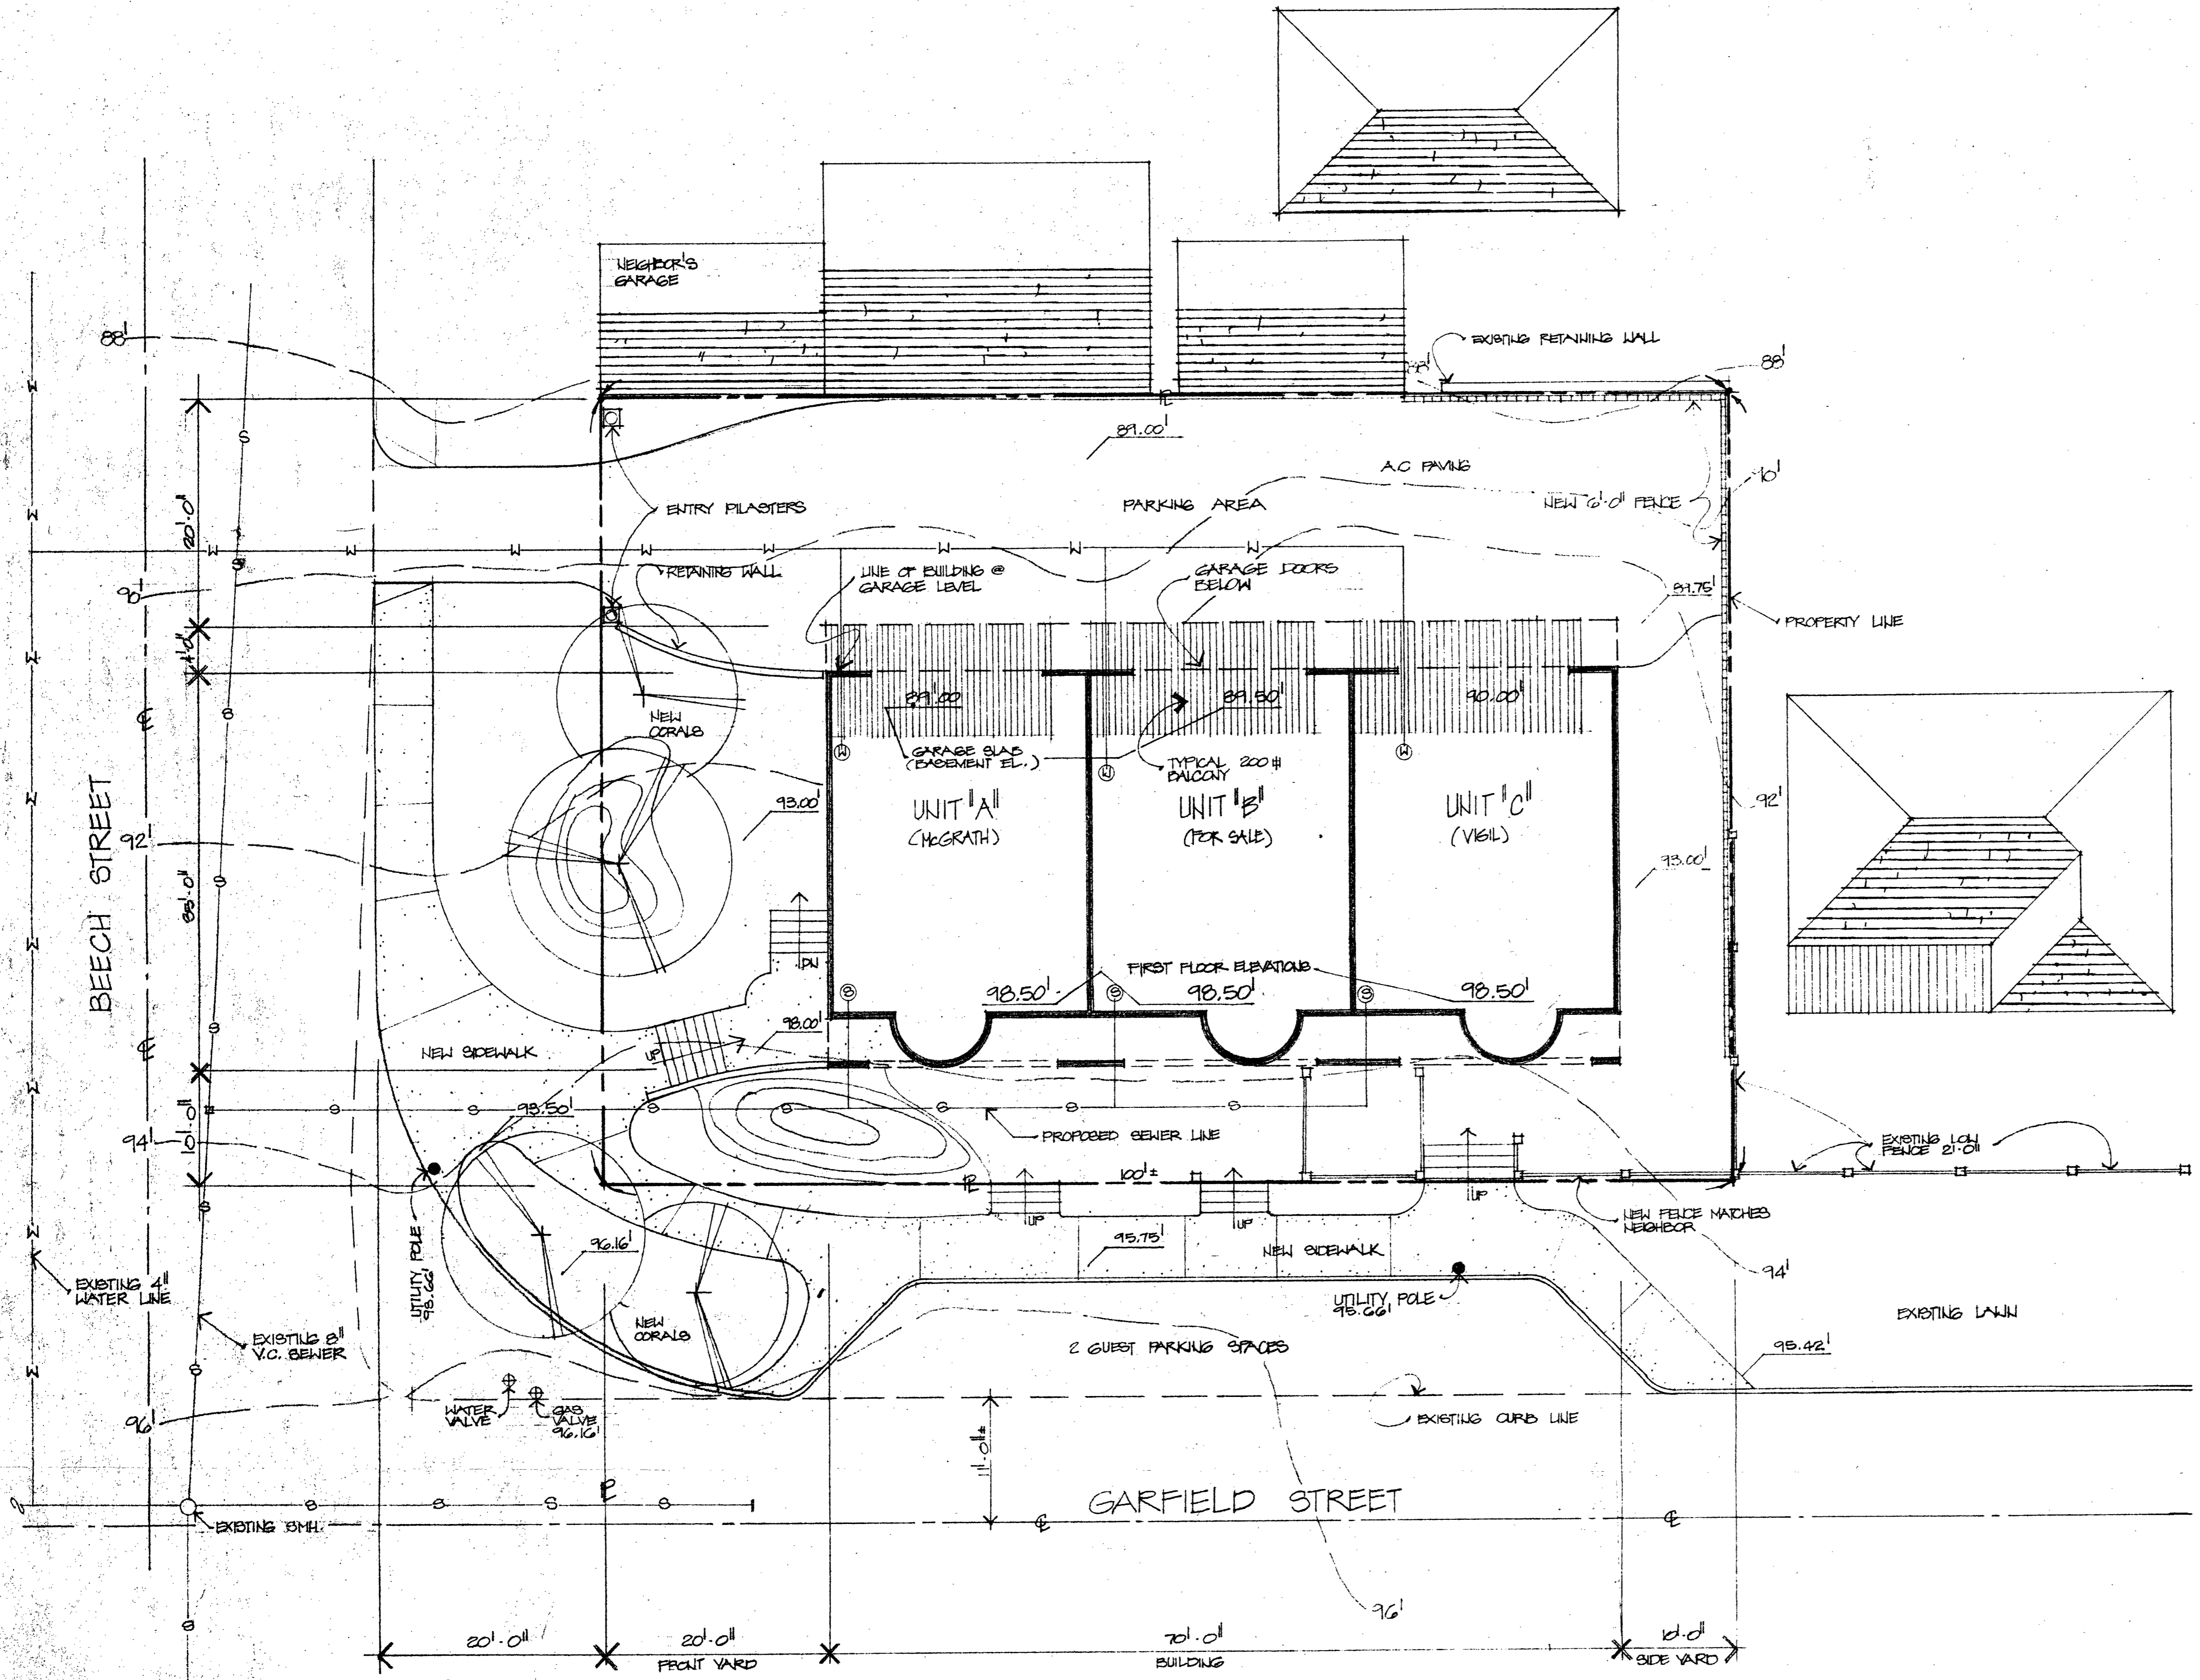 NEIGHBOR'S
GARAGE
EXISTING RETAINING WALL
88'
88'
89.00'
A.C PAVING
90'
PARKING AREA
NEW 6'-0" FENCE
ENTRY PILASTERS
20'-0"
W W W W W W W W
RETAINING WALL
LINE OF BUILDING @
GARAGE LEVEL
GARAGE DOORS
BELOW
89.75'
90'
PROPERTY LINE
4'-0"
89.00
89.50'
90.00'
NEW
CORALS
GARAGE SLAB
(BASEMENT EL.)
TYPICAL 200#
BALCONY
W W W
93.00'
UNIT "A"
(McGRATH)
UNIT "B"
(FOR SALE)
UNIT "C"
(VIGIL)
92'
92'
93.00'
BEECH STREET
35'-0"
DN
FIRST FLOOR ELEVATIONS
98.50'
98.50'
98.50'
S S S
98.00'
NEW SIDEWALK
UP
93.50'
S S S S S S S
10'-0"
94'
PROPOSED SEWER LINE
EXISTING LOW
FENCE 21'-0"
100'±
UP
UP
UP
NEW FENCE MATCHES
NEIGHBOR
96.16'
95.75'
NEW SIDEWALK
94'
UTILITY POLE
93.66'
EXISTING 4"
WATER LINE
UTILITY POLE
95.66'
EXISTING LAWN
EXISTING 8"
V.C. SEWER
NEW
CORALS
2 GUEST PARKING SPACES
95.42'
WATER
VALVE
GAS
VALVE
96.16'
96'
EXISTING CURB LINE
11'-0"±
GARFIELD STREET
EXISTING SMH.
S S S S
96'
20'-0"
20'-0"
FRONT YARD
70'-0"
BUILDING
10'-0"
SIDE YARD